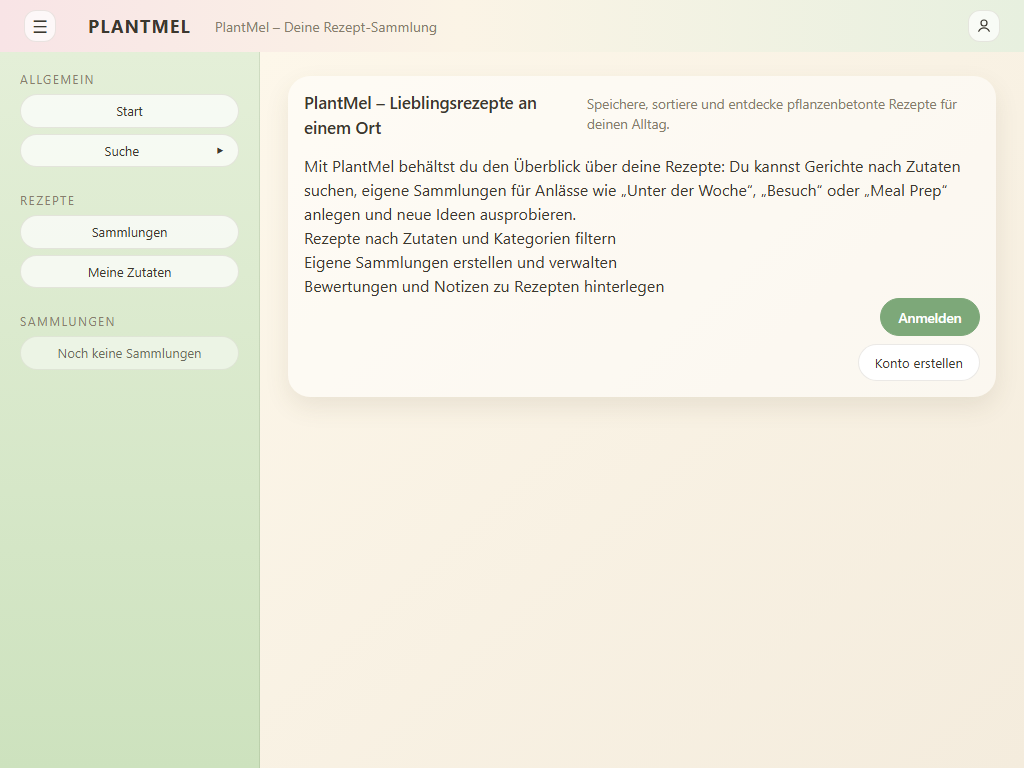 PLANTMEL
PlantMel – Deine Rezept-Sammlung
ALLGEMEIN
Start
Suche
REZEPTE
Sammlungen
Meine Zutaten
SAMMLUNGEN
Noch keine Sammlungen
PlantMel – Lieblingsrezepte an
einem Ort
Speichere, sortiere und entdecke pflanzenbetonte Rezepte für
deinen Alltag.
Mit PlantMel behältst du den Überblick über deine Rezepte: Du kannst Gerichte nach Zutaten
suchen, eigene Sammlungen für Anlässe wie „Unter der Woche“, „Besuch“ oder „Meal Prep“
anlegen und neue Ideen ausprobieren.
Rezepte nach Zutaten und Kategorien filtern
Eigene Sammlungen erstellen und verwalten
Bewertungen und Notizen zu Rezepten hinterlegen
Anmelden
Konto erstellen